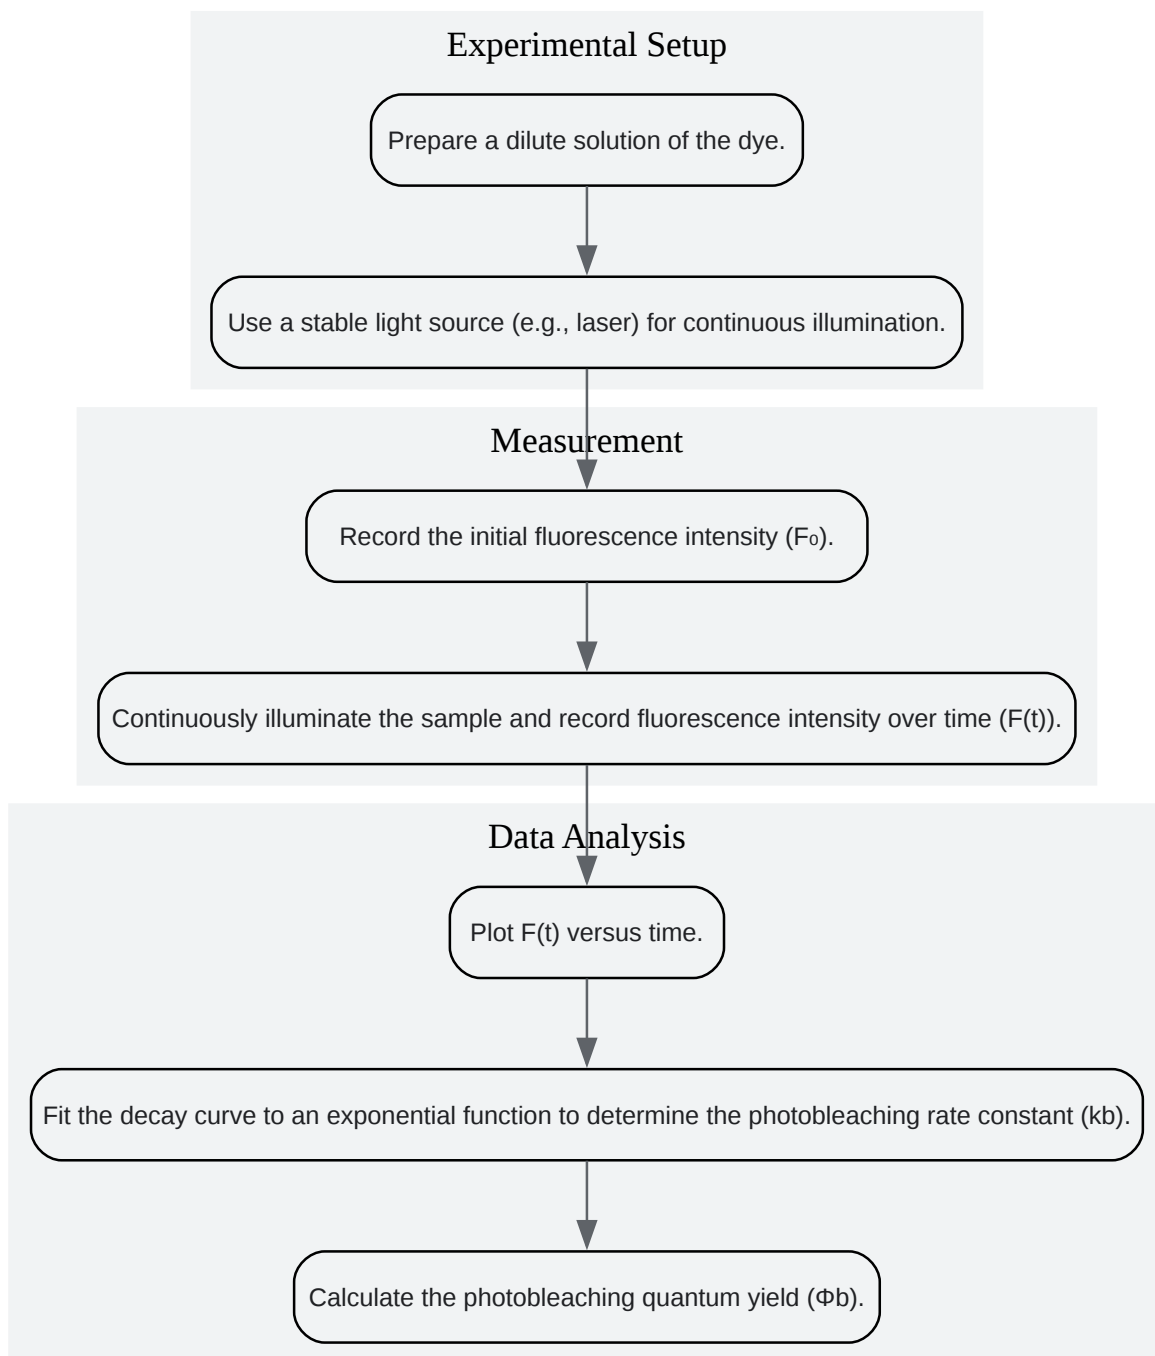 Experimental Setup
Prepare a dilute solution of the dye.
Use a stable light source (e.g., laser) for continuous illumination.
Measurement
Record the initial fluorescence intensity (F₀).
Continuously illuminate the sample and record fluorescence intensity over time (F(t)).
Data Analysis
Plot F(t) versus time.
Fit the decay curve to an exponential function to determine the photobleaching rate constant (kb).
Calculate the photobleaching quantum yield (Φb).